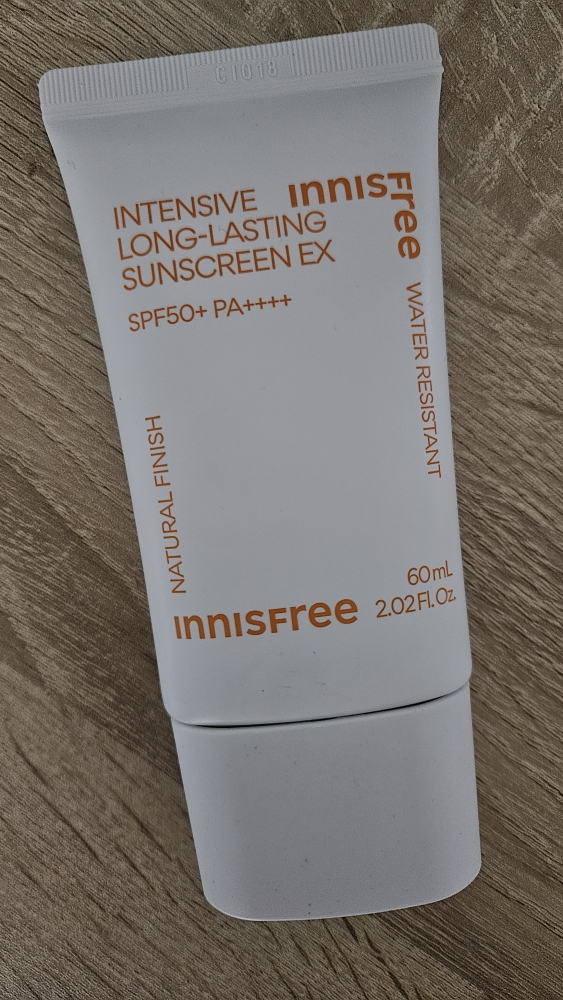 C1018
INTENSIVE
LONG-LASTING
SUNSCREEN EX
SPF50+ PA++++
INNISFree
WATER RESISTANT
NATURAL FINISH
INNISFree
60mL
2.02Fl.Oz.